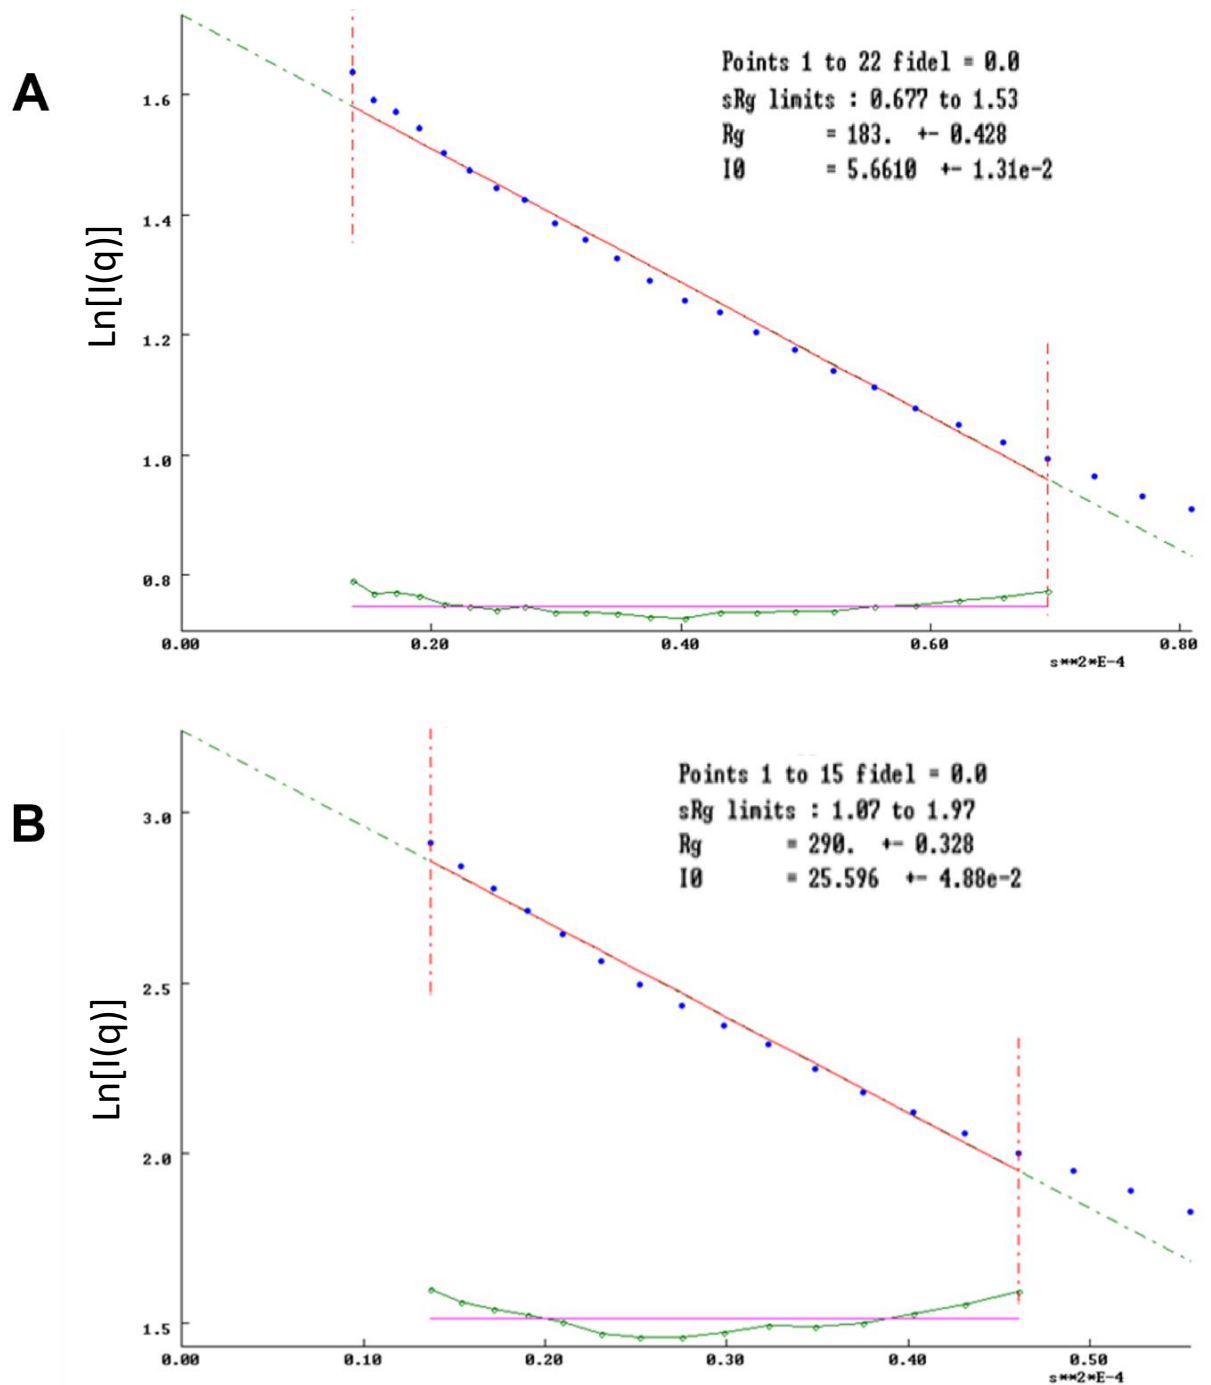 A
Points 1 to 22 fidel = 0.0
sRg limits : 0.677 to 1.53
Rg = 183. +- 0.428
I0 = 5.6610 +- 1.31e-2
Ln[I(q)]
1.6
1.4
1.2
1.0
0.8
0.00 0.20 0.40 0.60 0.80
s**2*E-4
B
Points 1 to 15 fidel = 0.0
sRg limits : 1.07 to 1.97
Rg = 290. +- 0.328
I0 = 25.596 +- 4.88e-2
Ln[I(q)]
3.0
2.5
2.0
1.5
0.00 0.10 0.20 0.30 0.40 0.50
s**2*E-4